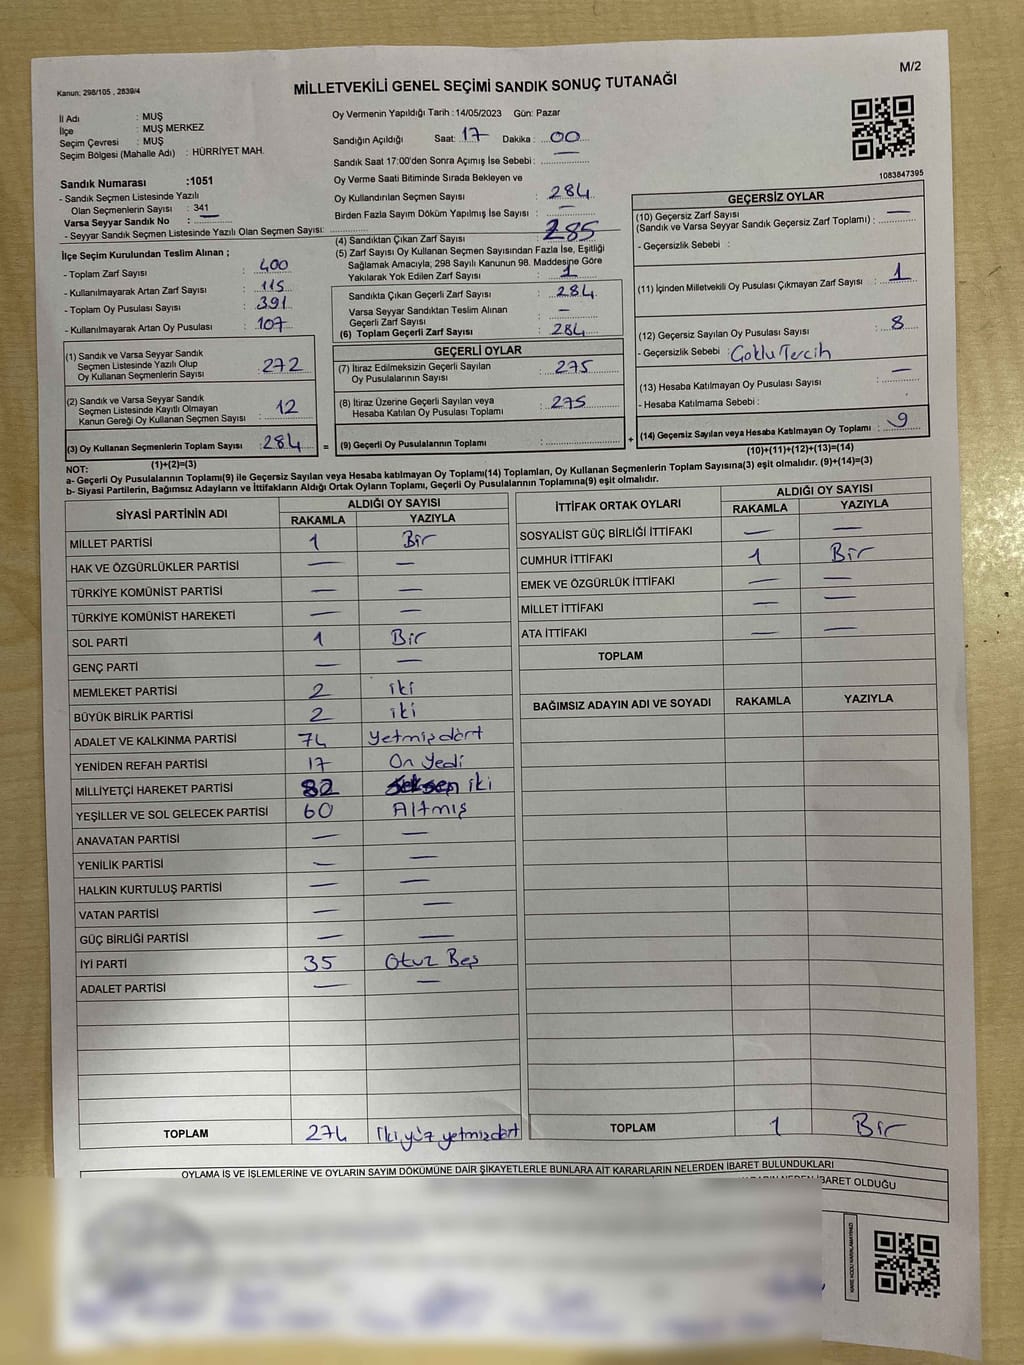 M/2
Kanun: 298/105 , 2839/4
MİLLETVEKİLİ GENEL SEÇİMİ SANDIK SONUÇ TUTANAĞI
İl Adı : MUŞ
İlçe : MUŞ MERKEZ
Seçim Çevresi : MUŞ
Seçim Bölgesi (Mahalle Adı) : HÜRRİYET MAH.
Sandık Numarası :1051
- Sandık Seçmen Listesinde Yazılı
Olan Seçmenlerin Sayısı : 341
Varsa Seyyar Sandık No : —
- Seyyar Sandık Seçmen Listesinde Yazılı Olan Seçmen Sayısı:
İlçe Seçim Kurulundan Teslim Alınan ;
- Toplam Zarf Sayısı : 400
- Kullanılmayarak Artan Zarf Sayısı : 115
- Toplam Oy Pusulası Sayısı : 391
- Kullanılmayarak Artan Oy Pusulası : 107
(1) Sandık ve Varsa Seyyar Sandık
Seçmen Listesinde Yazılı Olup
Oy Kullanan Seçmenlerin Sayısı : 272
(2) Sandık ve Varsa Seyyar Sandık
Seçmen Listesinde Kayıtlı Olmayan
Kanun Gereği Oy Kullanan Seçmen Sayısı : 12
(3) Oy Kullanan Seçmenlerin Toplam Sayısı : 284 =
(1)+(2)=(3)
Oy Vermenin Yapıldığı Tarih :14/05/2023 Gün: Pazar
Sandığın Açıldığı Saat: 17 Dakika : 00
Sandık Saat 17:00'den Sonra Açımış İse Sebebi : —
Oy Verme Saati Bitiminde Sırada Bekleyen ve
Oy Kullandırılan Seçmen Sayısı : 284
Birden Fazla Sayım Döküm Yapılmış İse Sayısı : —
(4) Sandıktan Çıkan Zarf Sayısı : 285
(5) Zarf Sayısı Oy Kullanan Seçmen Sayısından Fazla İse, Eşitliği
Sağlamak Amacıyla; 298 Sayılı Kanunun 98. Maddesine Göre
Yakılarak Yok Edilen Zarf Sayısı : 1
Sandıkta Çıkan Geçerli Zarf Sayısı : 284
Varsa Seyyar Sandıktan Teslim Alınan
Geçerli Zarf Sayısı : —
(6) Toplam Geçerli Zarf Sayısı : 284
GEÇERLİ OYLAR
(7) İtiraz Edilmeksizin Geçerli Sayılan
Oy Pusulalarının Sayısı : 275
(8) İtiraz Üzerine Geçerli Sayılan veya
Hesaba Katılan Oy Pusulası Toplamı : 275
(9) Geçerli Oy Pusulalarının Toplamı : +
1083847395
GEÇERSİZ OYLAR
(10) Geçersiz Zarf Sayısı —
(Sandık ve Varsa Seyyar Sandık Geçersiz Zarf Toplamı) :
- Geçersizlik Sebebi :
(11) İçinden Milletvekili Oy Pusulası Çıkmayan Zarf Sayısı : 1
(12) Geçersiz Sayılan Oy Pusulası Sayısı : 8
- Geçersizlik Sebebi : Çoklu Tercih
(13) Hesaba Katılmayan Oy Pusulası Sayısı : —
- Hesaba Katılmama Sebebi :
(14) Geçersiz Sayılan veya Hesaba Katılmayan Oy Toplamı : 9
(10)+(11)+(12)+(13)=(14)
NOT:
a- Geçerli Oy Pusulaları Toplamı(9) ile Geçersiz Sayılan veya Hesaba katılmayan Oy Toplamı(14) Toplamları, Oy Kullanan Seçmenlerin Toplam Sayısına(3) eşit olmalıdır. (9)+(14)=(3)
b- Siyasi Partilerin, Bağımsız Adayların ve İttifakların Aldığı Ortak Oyların Toplamı, Geçerli Oy Pusulalarının Toplamına(9) eşit olmalıdır.
SİYASİ PARTİNİN ADI ALDIĞI OY SAYISI
RAKAMLA YAZIYLA
MİLLET PARTİSİ 1 Bir
HAK VE ÖZGÜRLÜKLER PARTİSİ — —
TÜRKİYE KOMÜNİST PARTİSİ — —
TÜRKİYE KOMÜNİST HAREKETİ — —
SOL PARTİ 1 Bir
GENÇ PARTİ — —
MEMLEKET PARTİSİ 2 iki
BÜYÜK BİRLİK PARTİSİ 2 iki
ADALET VE KALKINMA PARTİSİ 74 yetmişdört
YENİDEN REFAH PARTİSİ 17 On Yedi
MİLLİYETÇİ HAREKET PARTİSİ 82 seksen iki
YEŞİLLER VE SOL GELECEK PARTİSİ 60 Altmış
ANAVATAN PARTİSİ — —
YENİLİK PARTİSİ — —
HALKIN KURTULUŞ PARTİSİ — —
VATAN PARTİSİ — —
GÜÇ BİRLİĞİ PARTİSİ — —
İYİ PARTİ 35 Otuz Beş
ADALET PARTİSİ — —
TOPLAM 274 İki yüz yetmişdört
İTTİFAK ORTAK OYLARI ALDIĞI OY SAYISI
RAKAMLA YAZIYLA
SOSYALİST GÜÇ BİRLİĞİ İTTİFAKI — —
CUMHUR İTTİFAKI 1 Bir
EMEK VE ÖZGÜRLÜK İTTİFAKI — —
MİLLET İTTİFAKI — —
ATA İTTİFAKI — —
TOPLAM
BAĞIMSIZ ADAYIN ADI VE SOYADI RAKAMLA YAZIYLA
TOPLAM 1 Bir
OYLAMA İŞ VE İŞLEMLERİNE VE OYLARIN SAYIM DÖKÜMÜNE DAİR ŞİKAYETLERLE BUNLARA AİT KARARLARIN NELERDEN İBARET BULUNDUKLARI
İBARET OLDUĞU